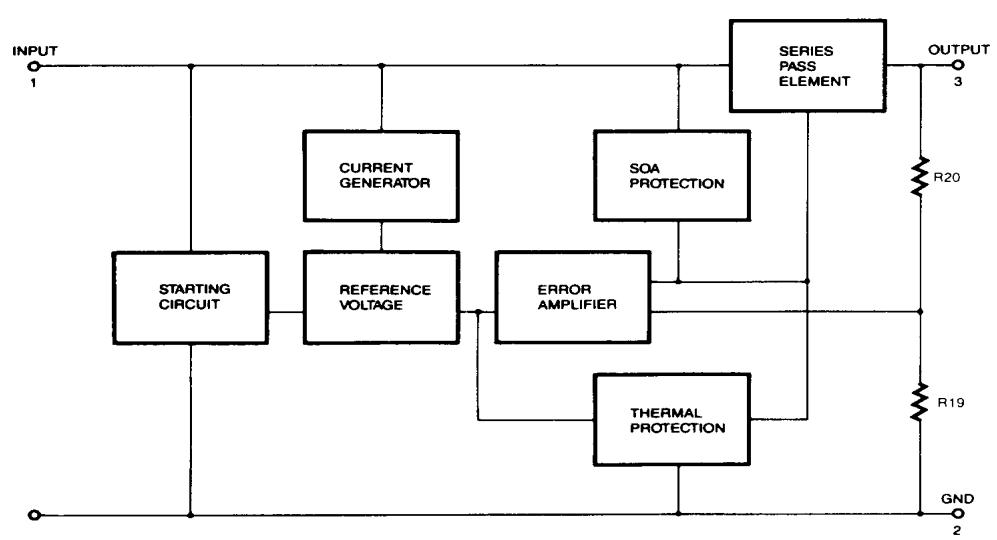 INPUT
1
SERIES
PASS
ELEMENT
OUTPUT
3
CURRENT
GENERATOR
SOA
PROTECTION
R20
STARTING
CIRCUIT
REFERENCE
VOLTAGE
ERROR
AMPLIFIER
THERMAL
PROTECTION
R19
GND
2